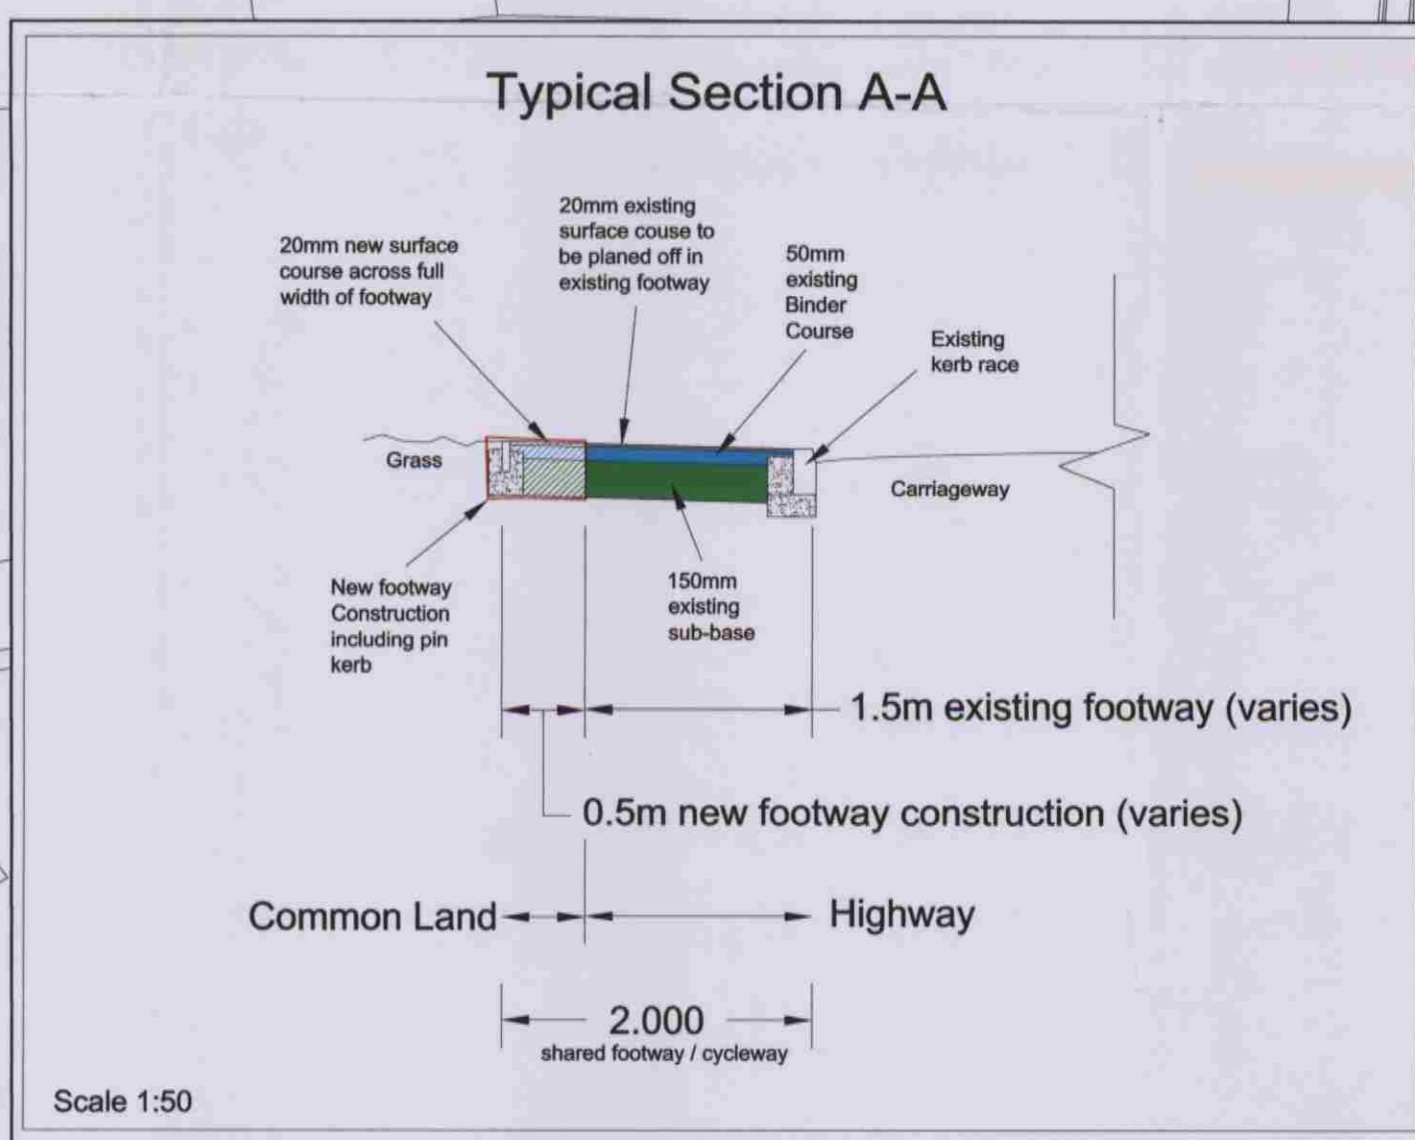 Typical Section A-A
20mm new surface
course across full
width of footway
20mm existing
surface couse to
be planed off in
existing footway
50mm
existing
Binder
Course
Existing
kerb race
Grass
Carriageway
New footway
Construction
including pin
kerb
150mm
existing
sub-base
1.5m existing footway (varies)
0.5m new footway construction (varies)
Common Land
Highway
2.000
shared footway / cycleway
Scale 1:50